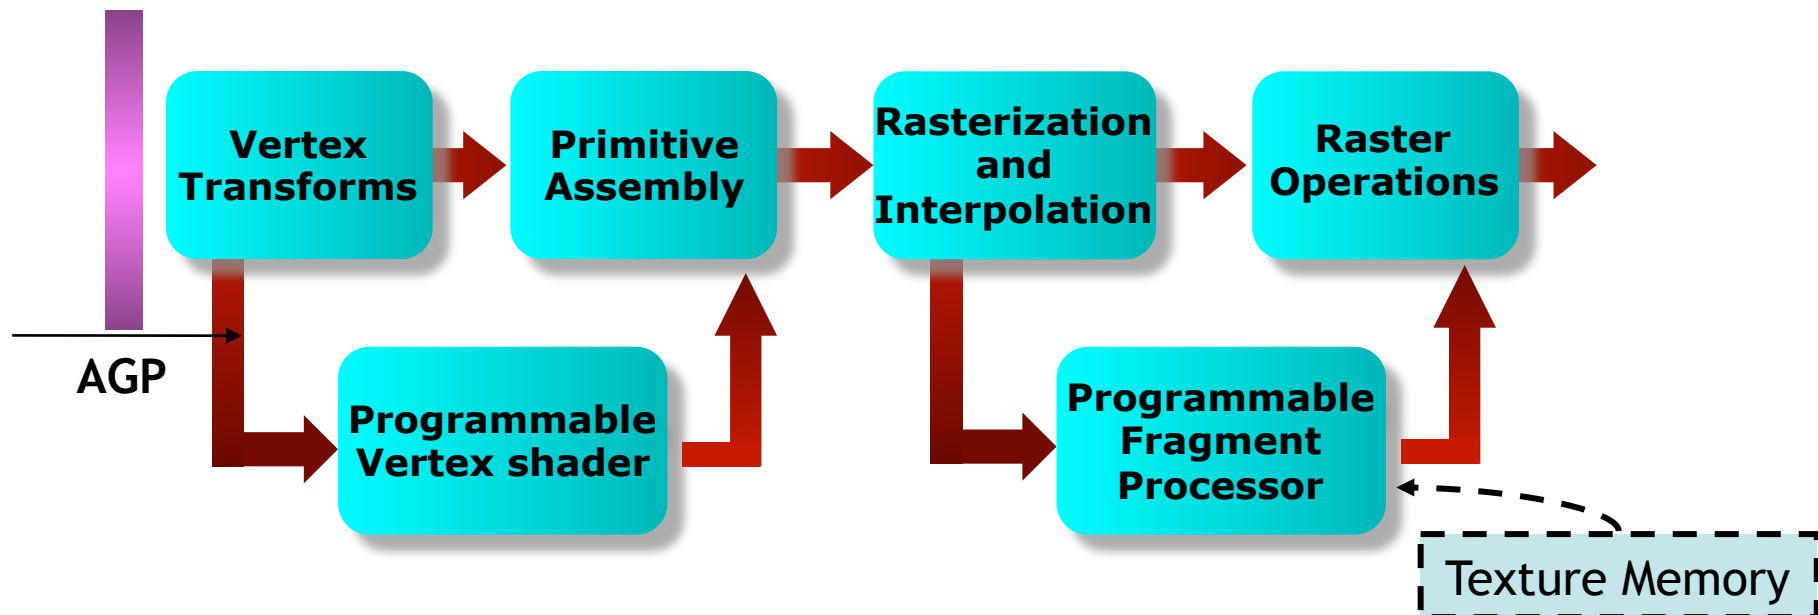 Vertex
Transforms
Primitive
Assembly
Rasterization
and
Interpolation
Raster
Operations
AGP
Programmable
Vertex shader
Programmable
Fragment
Processor
Texture Memory